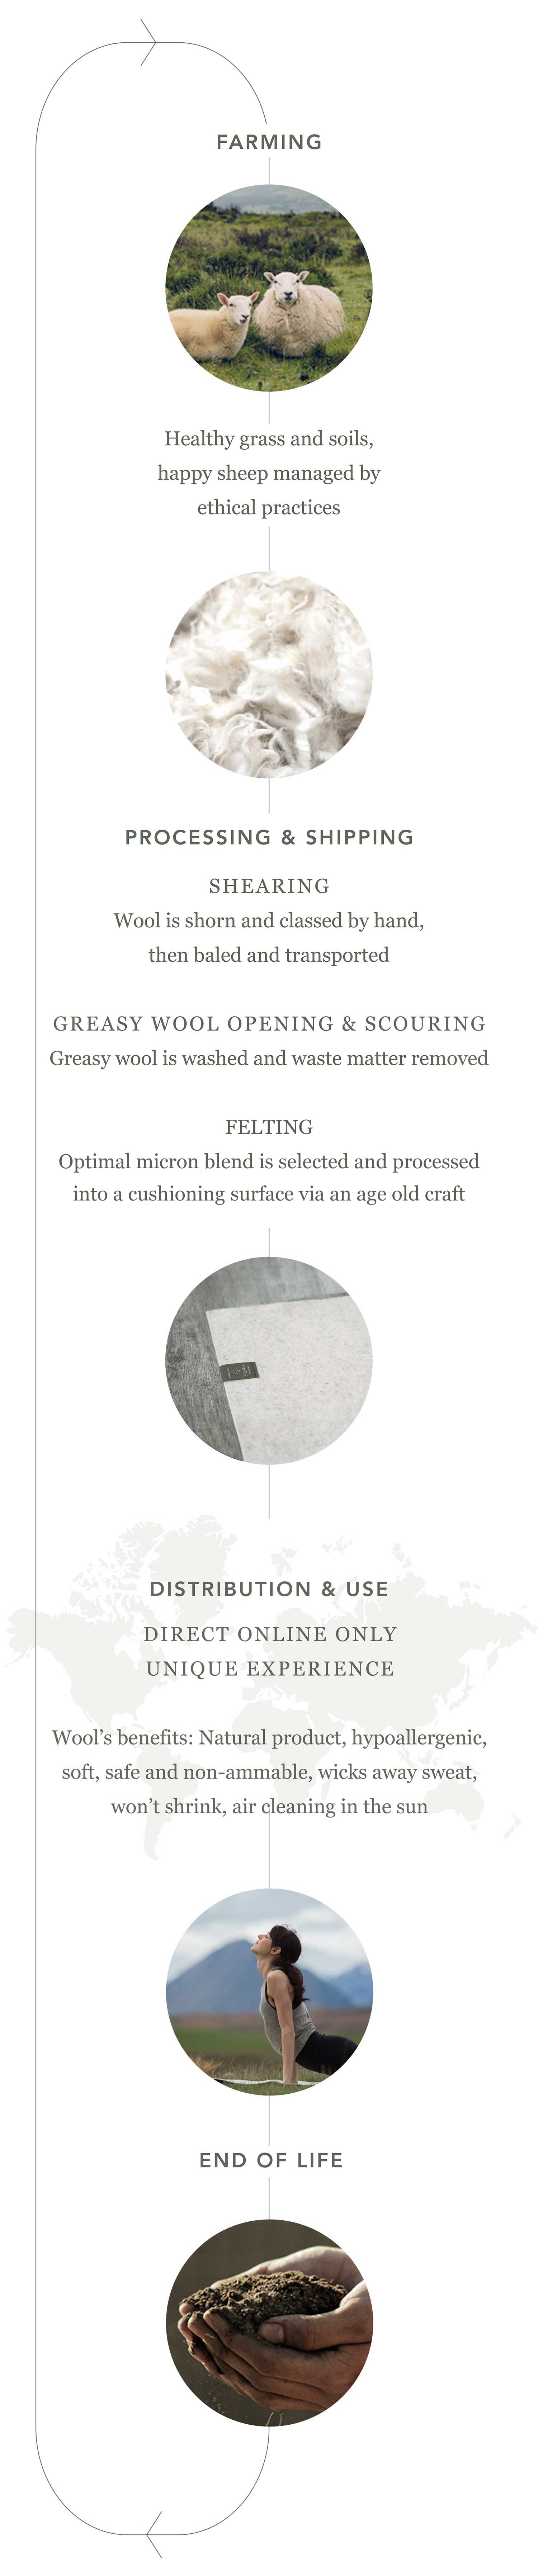 FARMING
Healthy grass and soils,
happy sheep managed by
ethical practices
PROCESSING & SHIPPING
SHEARING
Wool is shorn and classed by hand,
then baled and transported
GREASY WOOL OPENING & SCOURING
Greasy wool is washed and waste matter removed
FELTING
Optimal micron blend is selected and processed
into a cushioning surface via an age old craft
DISTRIBUTION & USE
DIRECT ONLINE ONLY
UNIQUE EXPERIENCE
Wool’s benefits: Natural product, hypoallergenic,
soft, safe and non-ammable, wicks away sweat,
won’t shrink, air cleaning in the sun
END OF LIFE